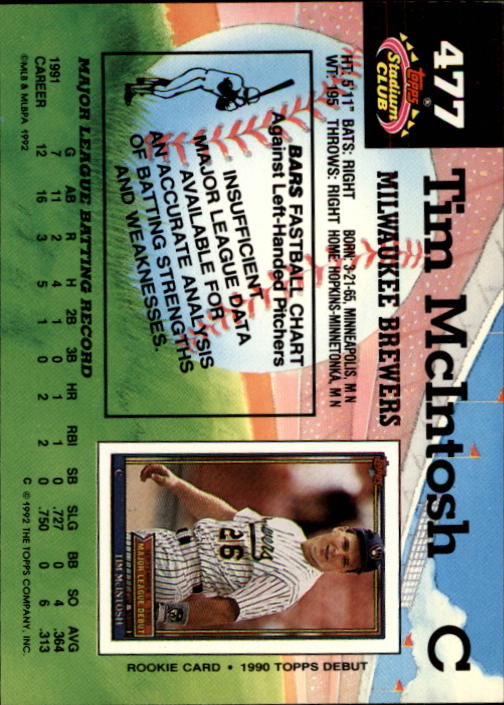 477
topps®
Stadium
CLUB
Tim McIntosh C
MILWAUKEE BREWERS
HT: 5'11" BATS: RIGHT BORN: 3-21-65, MINNEAPOLIS, M N
WT: 195 THROWS: RIGHT HOME: HOPKINS-MINNETONKA, M N
BARS FASTBALL CHART
Against Left-Handed Pitchers
INSUFFICIENT
MAJOR LEAGUE DATA
AVAILABLE FOR
AN ACCURATE ANALYSIS
OF BATTING STRENGTHS
AND WEAKNESSES.
Topps
Brewers
26
MAJOR LEAGUE DEBUT
TIM McINTOSH
ROOKIE CARD • 1990 TOPPS DEBUT
MAJOR LEAGUE BATTING RECORD
G AB R H 2B 3B HR RBI SB SLG BB SO AVG
1991 7 11 2 4 1 0 1 1 0 .727 0 4 .364
CAREER 12 16 3 5 1 0 2 2 0 .750 0 6 .313
©MLB & MLBPA 1992 C ©1992 THE TOPPS COMPANY, INC.